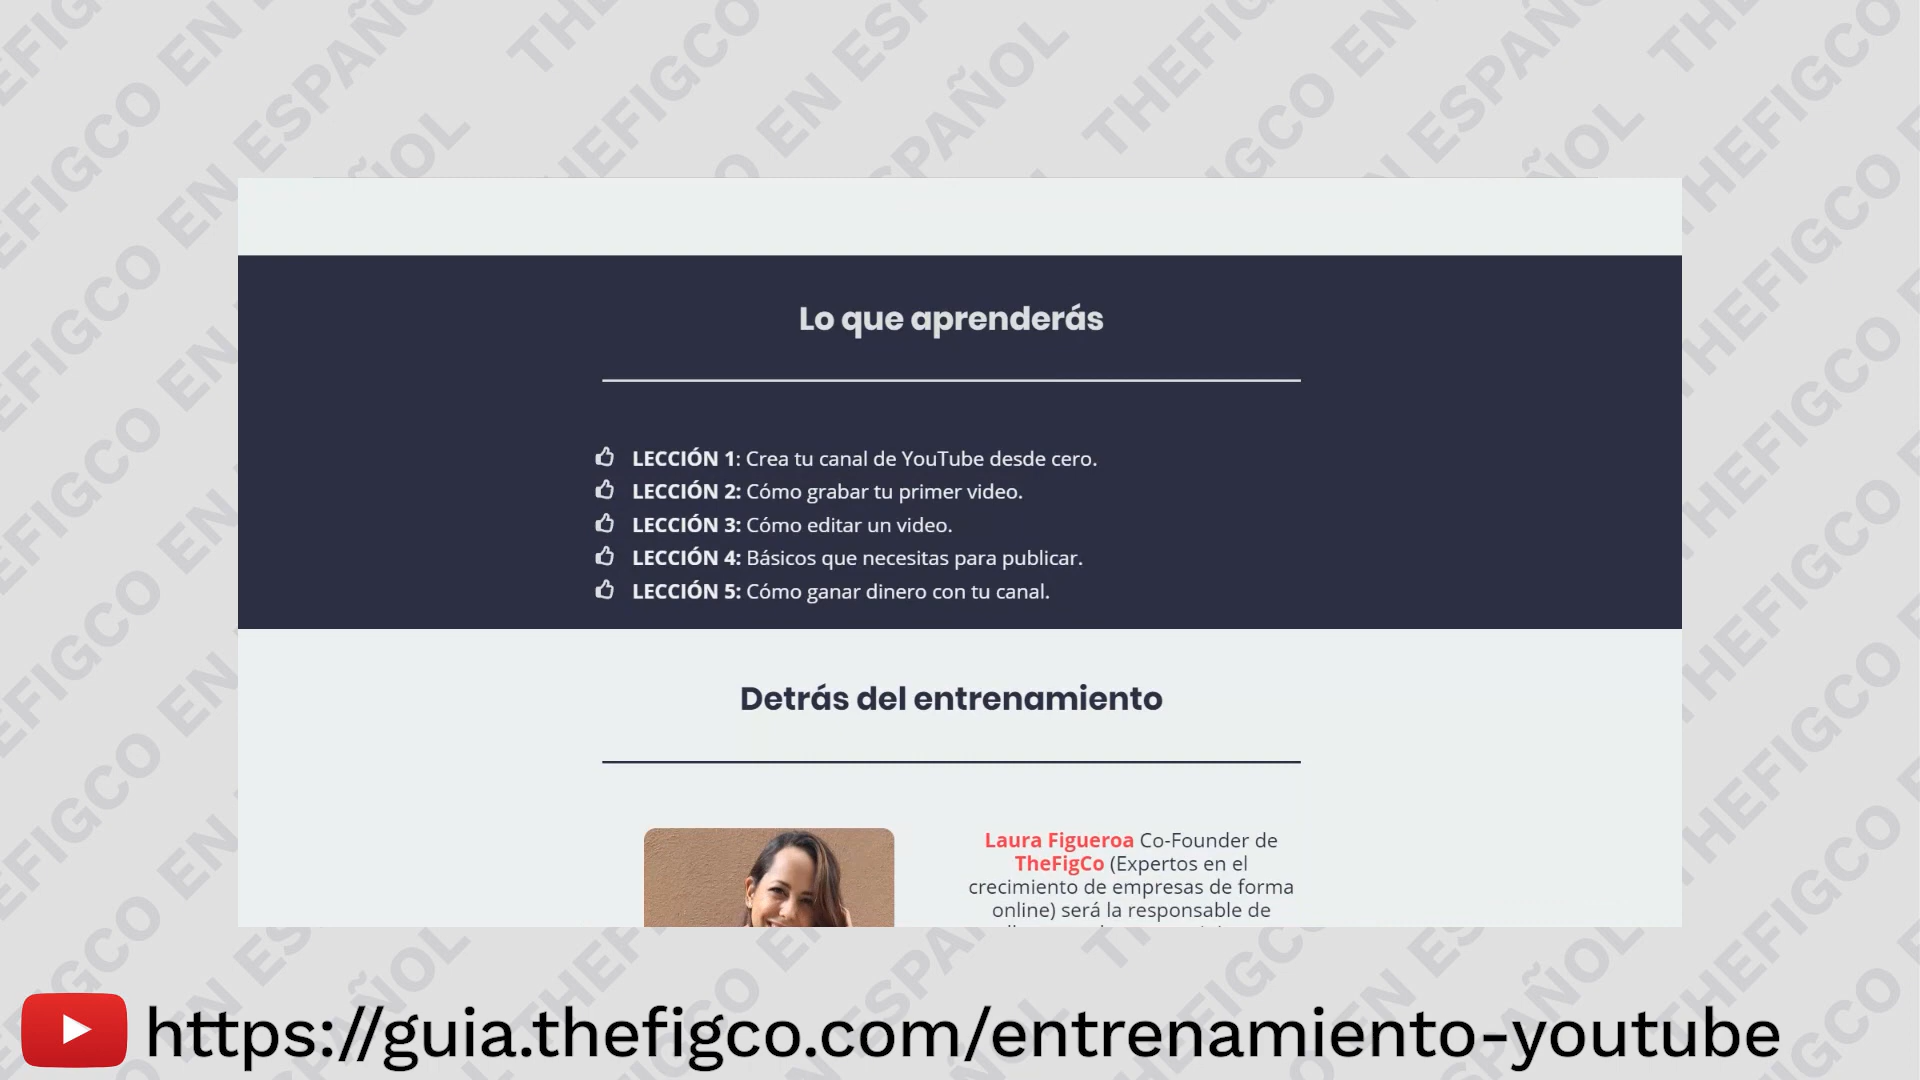 Lo que aprenderás
LECCIÓN 1: Crea tu canal de YouTube desde cero.
LECCIÓN 2: Cómo grabar tu primer video.
LECCIÓN 3: Cómo editar un video.
LECCIÓN 4: Básicos que necesitas para publicar.
LECCIÓN 5: Cómo ganar dinero con tu canal.
Detrás del entrenamiento
Laura Figueroa Co-Founder de
TheFigCo (Expertos en el
crecimiento de empresas de forma
online) será la responsable de
https://guia.thefigco.com/entrenamiento-youtube
THEFIGCO EN ESPAÑOL